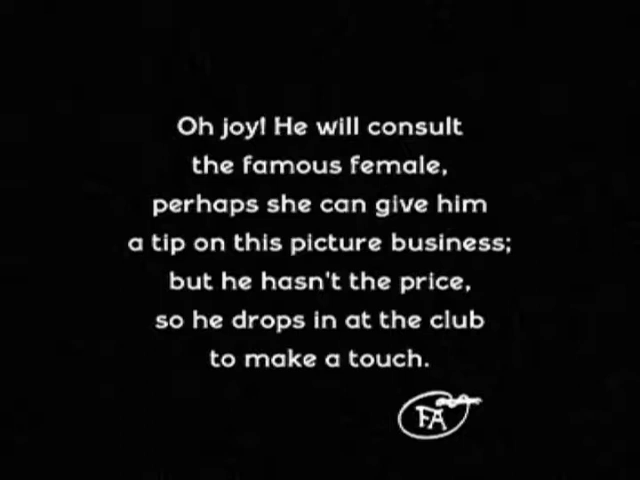 Oh joy! He will consult
the famous female,
perhaps she can give him
a tip on this picture business;
but he hasn't the price,
so he drops in at the club
to make a touch.
FA